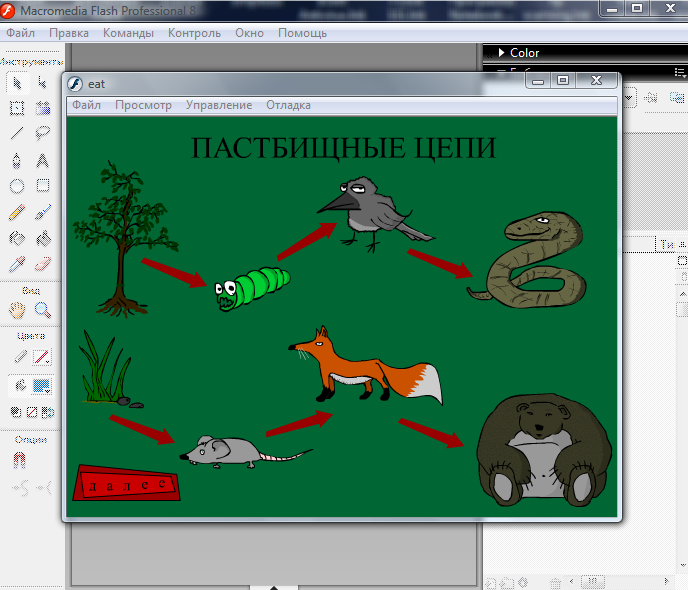 Macromedia Flash Professional 8
Файл Правка Команды Контроль Окно Помощь
Инструменты
Color
eat
Файл Просмотр Управление Отладка
ПАСТБИЩНЫЕ ЦЕПИ
Вид
Цвета
Опции
далее